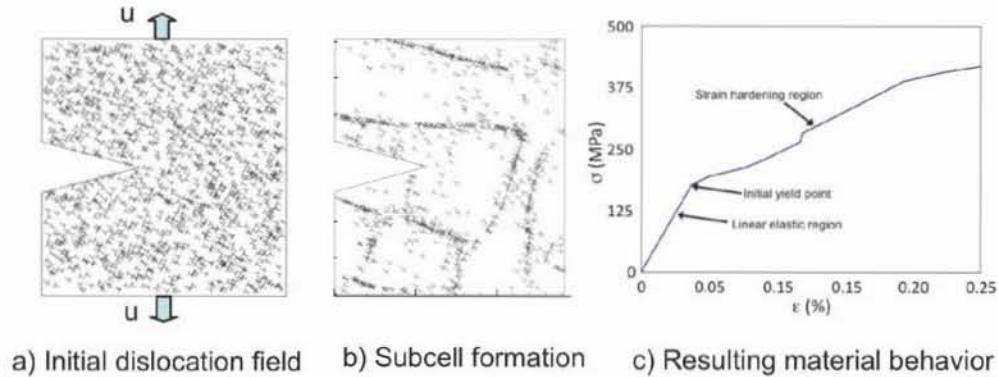 u
u
a) Initial dislocation field
b) Subcell formation
500
375
250
125
0
σ (MPa)
Strain hardening region
Initial yield point
Linear elastic region
0 0.05 0.15 0.15 0.20 0.25
ε (%)
c) Resulting material behavior